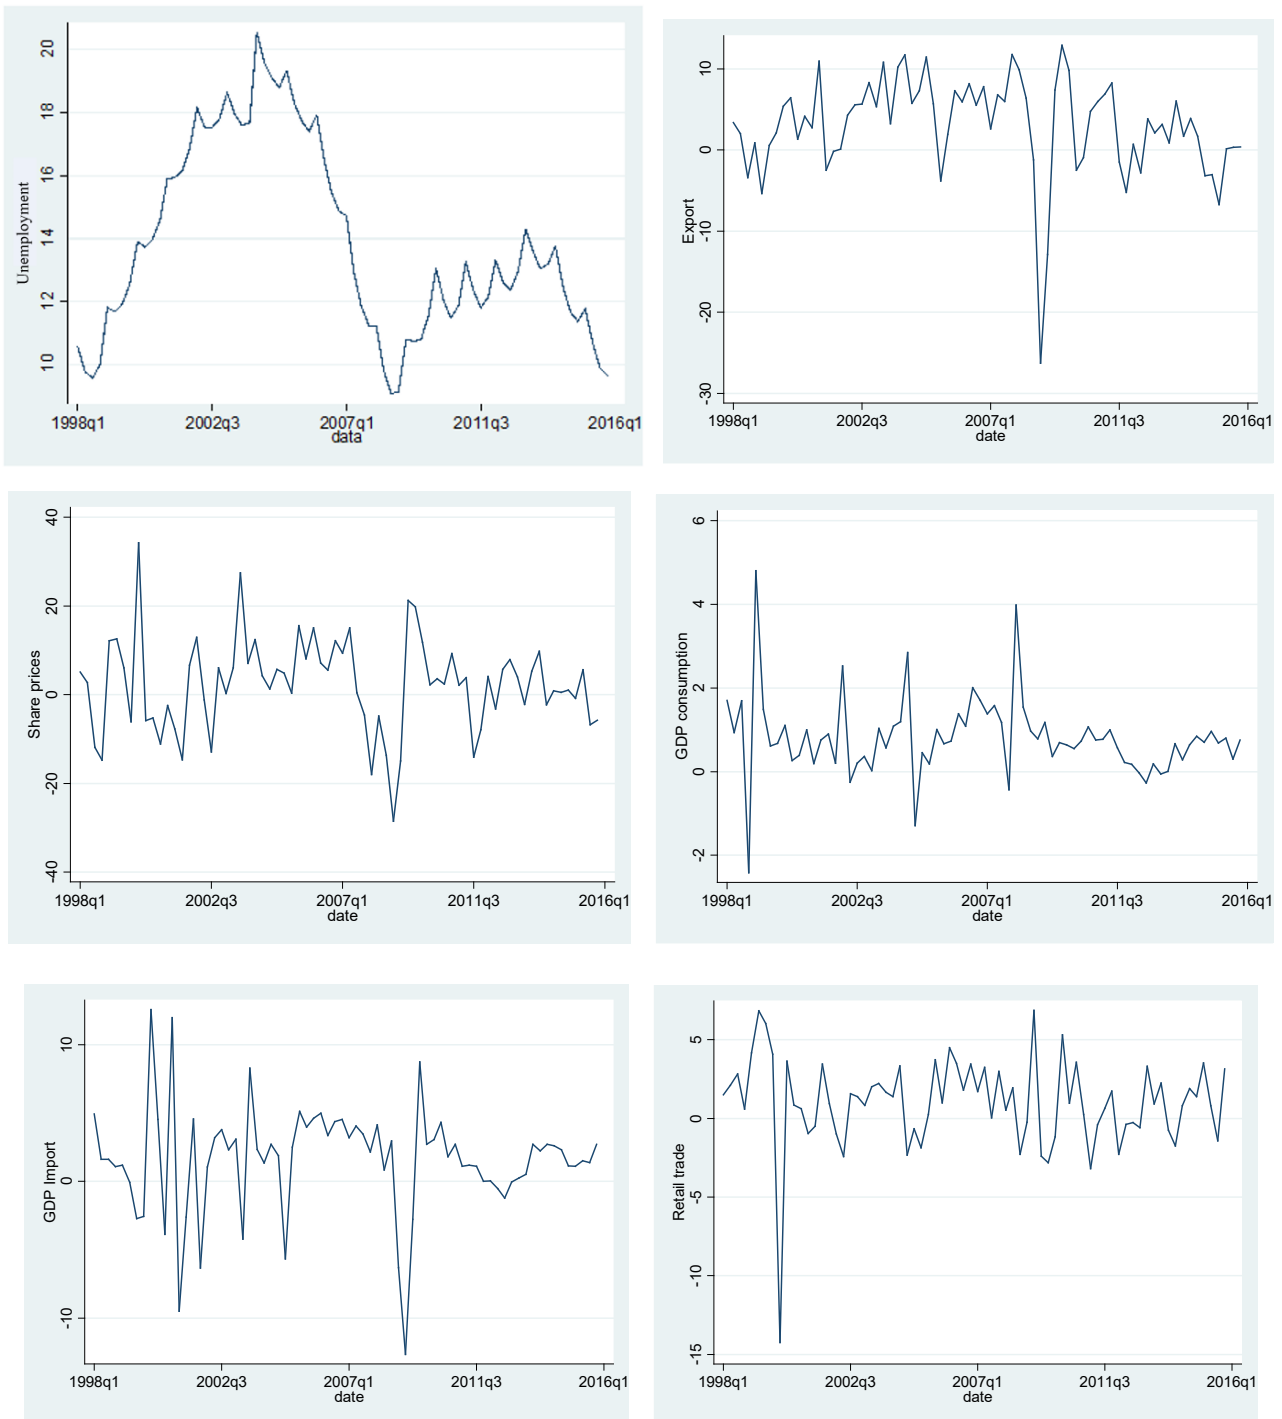 Unemployment
20
18
16
14
12
10
1998q1 2002q3 2007q1 2011q3 2016q1
data
Export
10
0
-10
-20
-30
1998q1 2002q3 2007q1 2011q3 2016q1
date
Share prices
40
20
0
-20
-40
1998q1 2002q3 2007q1 2011q3 2016q1
date
GDP consumption
6
4
2
0
-2
1998q1 2002q3 2007q1 2011q3 2016q1
date
GDP Import
10
0
-10
1998q1 2002q3 2007q1 2011q3 2016q1
date
Retail trade
5
0
-5
-10
-15
1998q1 2002q3 2007q1 2011q3 2016q1
date